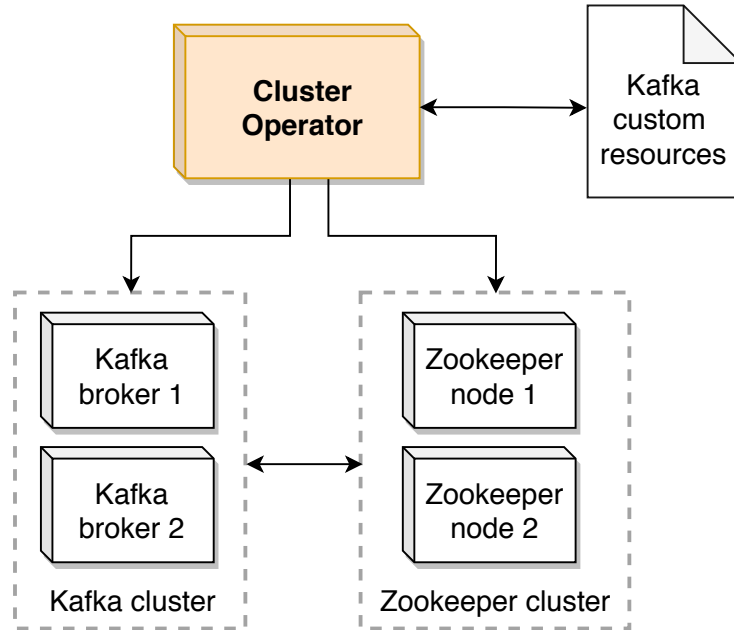 Cluster
Operator
Kafka
custom
resources
Kafka
broker 1
Zookeeper
node 1
Kafka
broker 2
Zookeeper
node 2
Kafka cluster
Zookeeper cluster